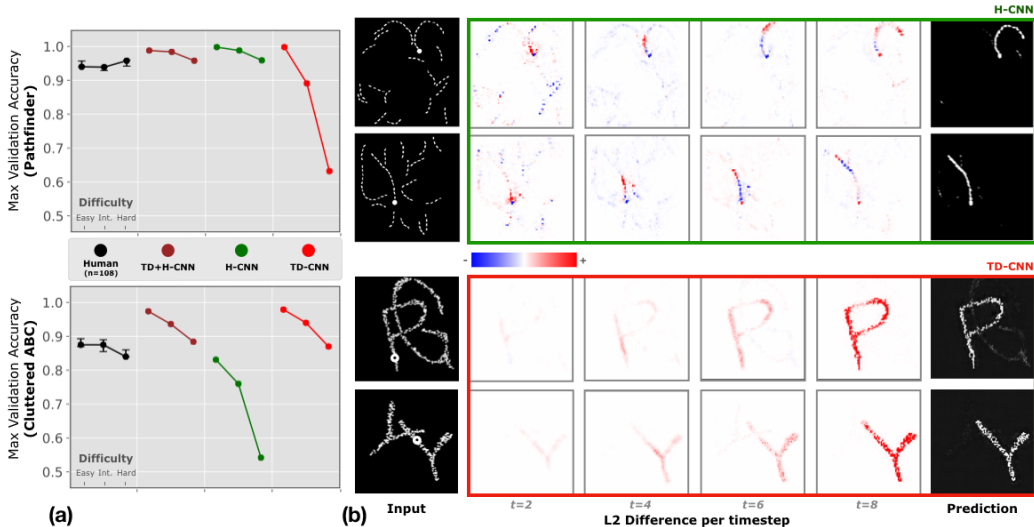 H-CNN
Max Validation Accuracy
(Pathfinder)
1.0
0.9
0.8
0.7
0.6
0.5
Difficulty
Easy Int. Hard
Human
(n=108)
TD+H-CNN
H-CNN
TD-CNN
- +
TD-CNN
Max Validation Accuracy
(Cluttered ABC)
1.0
0.9
0.8
0.7
0.6
0.5
Difficulty
Easy Int. Hard
(a)
(b)
Input
t=2
t=4
t=6
t=8
Prediction
L2 Difference per timestep